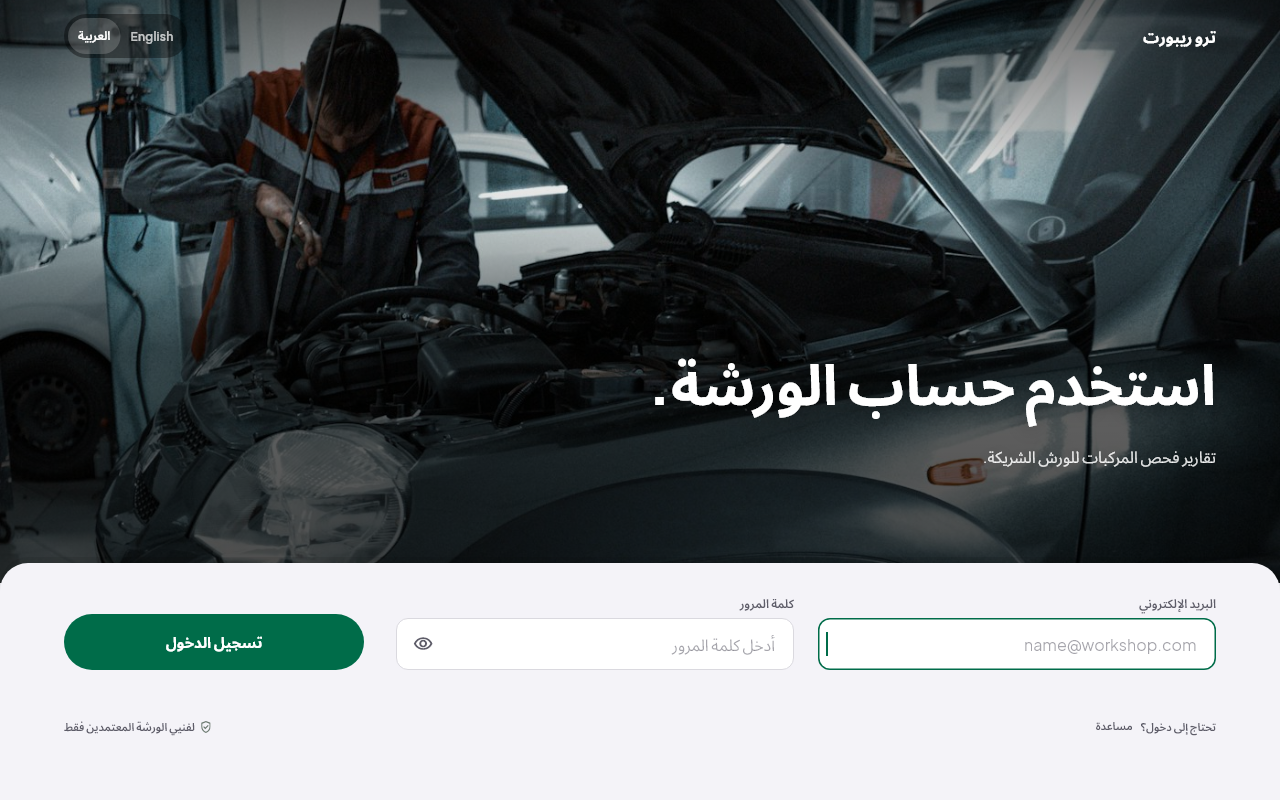 ترو ريبورت
English
العربية
استخدم حساب الورشة.
تقارير فحص المركبات للورش الشريكة.
البريد الإلكتروني
name@workshop.com
كلمة المرور
أدخل كلمة المرور
تسجيل الدخول
تحتاج إلى دخول؟ مساعدة
لفنيي الورشة المعتمدين فقط